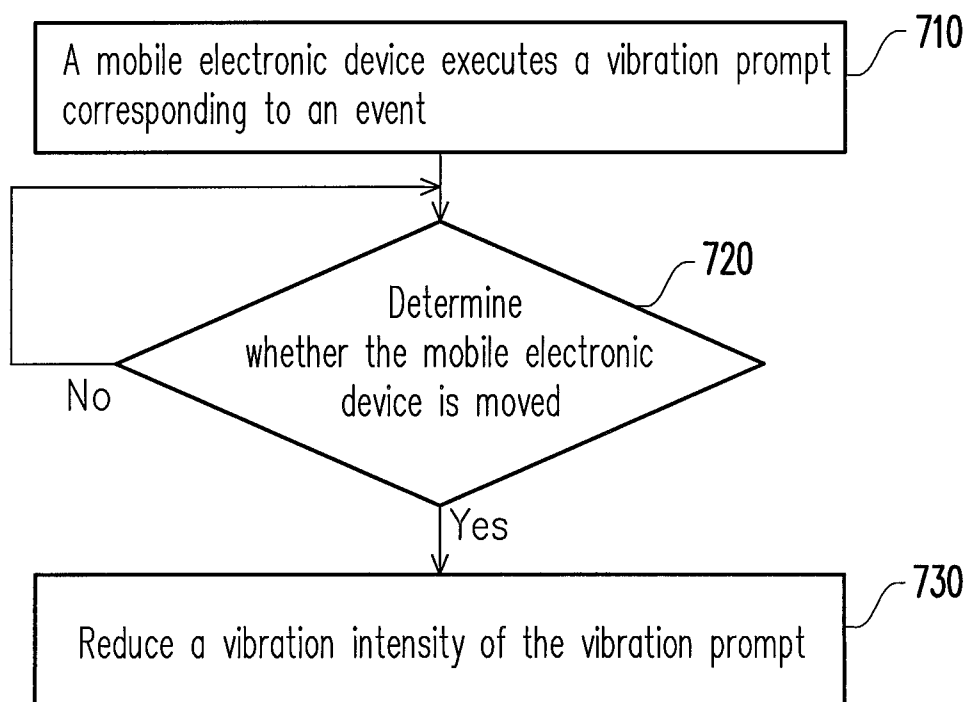 710
A mobile electronic device executes a vibration prompt
corresponding to an event
720
Determine
whether the mobile electronic
device is moved
No
Yes
730
Reduce a vibration intensity of the vibration prompt